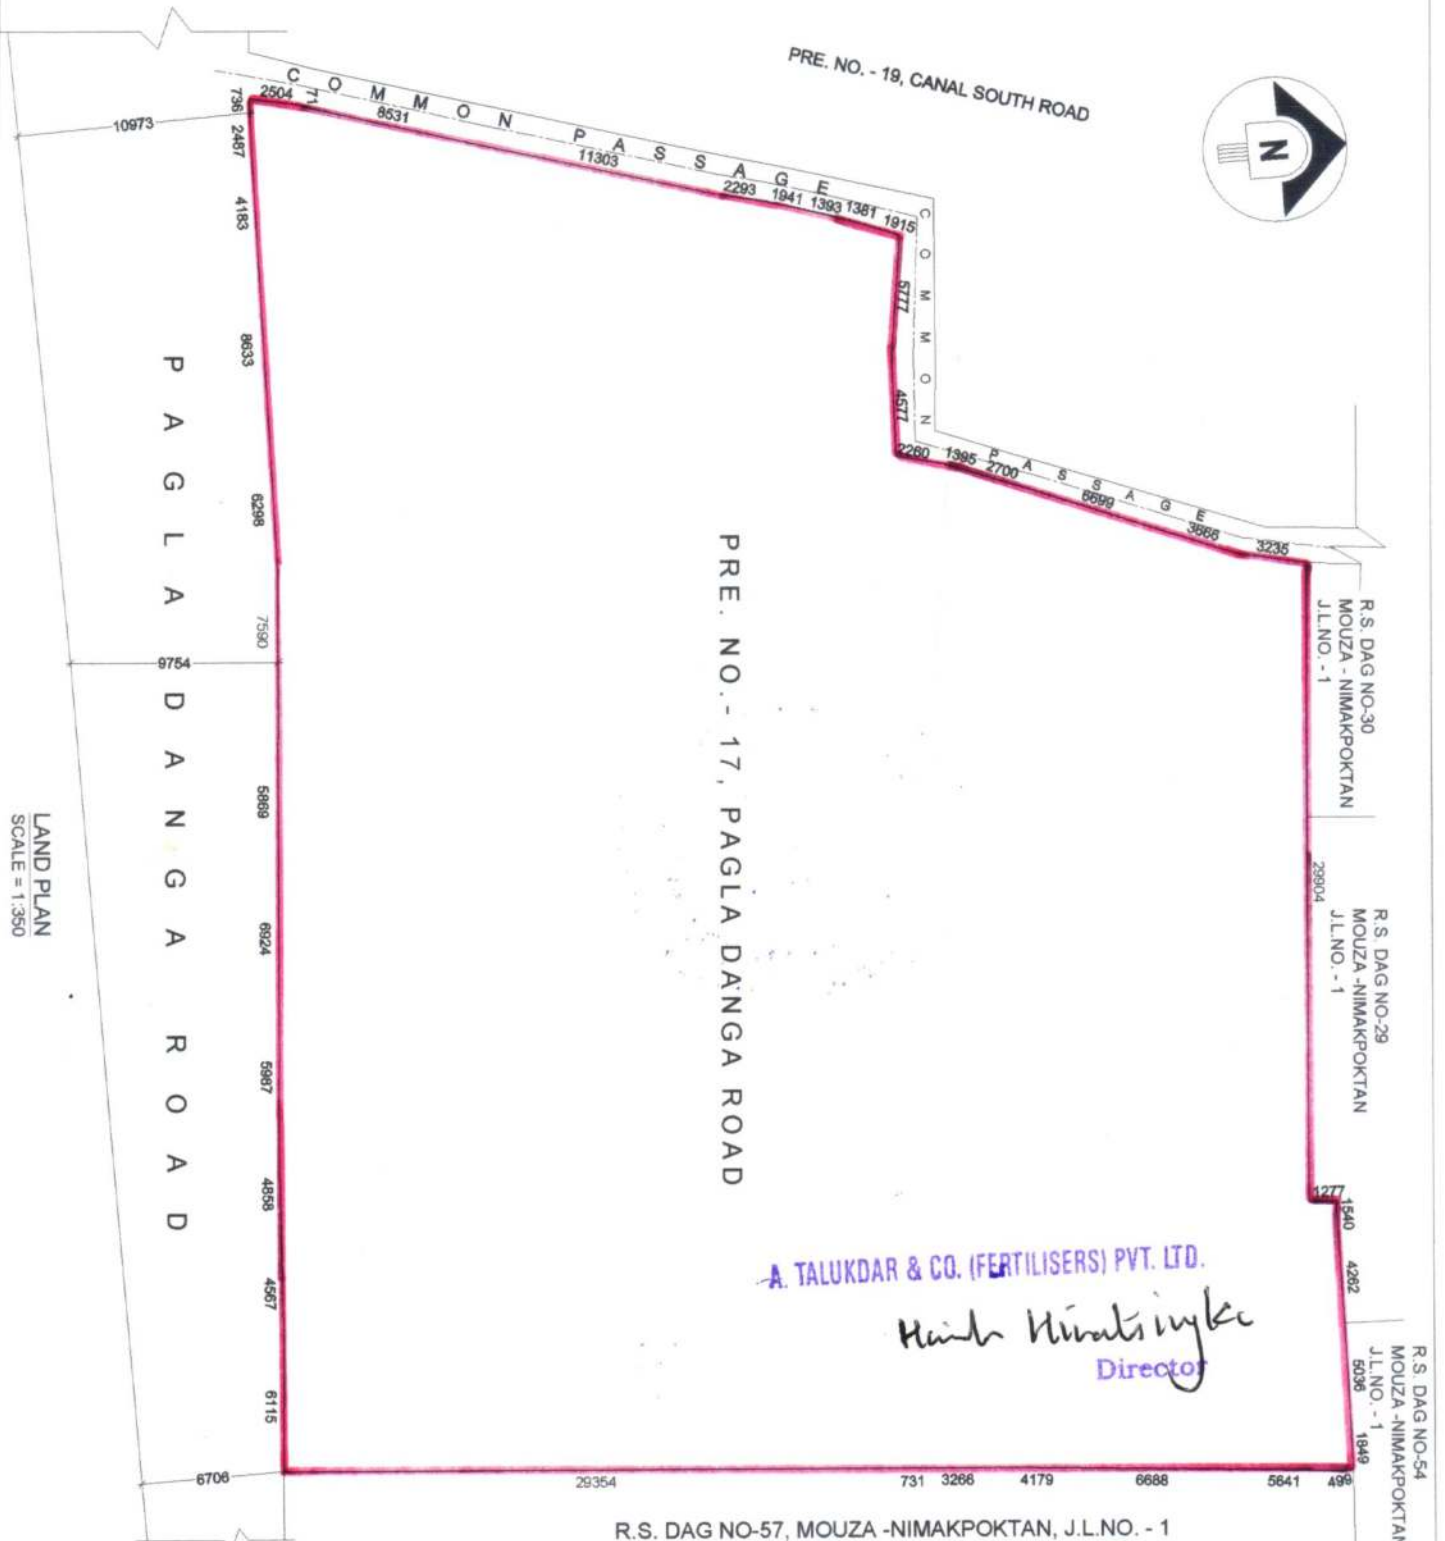 PRE. NO. - 19, CANAL SOUTH ROAD
N
COMMON PASSAGE
2504
71
8531
11303
2293
1941
1393
1381
1915
COMMON PASSAGE
5777
4577
2260
1395
2700
6699
3666
3235
10973
736
2487
4183
8633
6298
7590
9754
5869
6924
5987
4858
4567
6115
6706
PAGLA DANGA ROAD
PRE. NO. - 17, PAGLA DANGA ROAD
R.S. DAG NO-30
MOUZA - NIMAKPOKTAN
J.L.NO. - 1
29904
R.S. DAG NO-29
MOUZA -NIMAKPOKTAN
J.L.NO. - 1
1277
1540
4262
5036
1849
R.S. DAG NO-54
MOUZA -NIMAKPOKTAN
J.L.NO. - 1
A. TALUKDAR & CO. (FERTILISERS) PVT. LTD.
Director
29354
731
3266
4179
6688
5641
499
R.S. DAG NO-57, MOUZA -NIMAKPOKTAN, J.L.NO. - 1
LAND PLAN
SCALE = 1:350